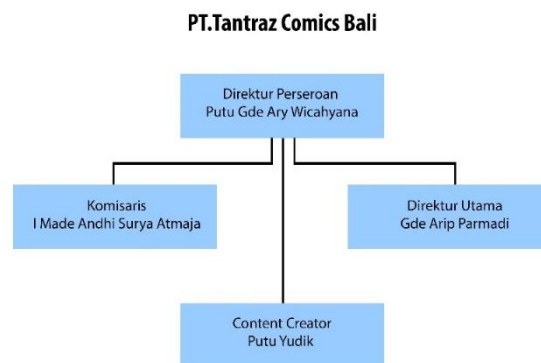 PT.Tantraz Comics Bali
Direktur Perseroan
Putu Gde Ary Wicahyana
Komisaris
I Made Andhi Surya Atmaja
Direktur Utama
Gde Arip Parmadi
Content Creator
Putu Yudik